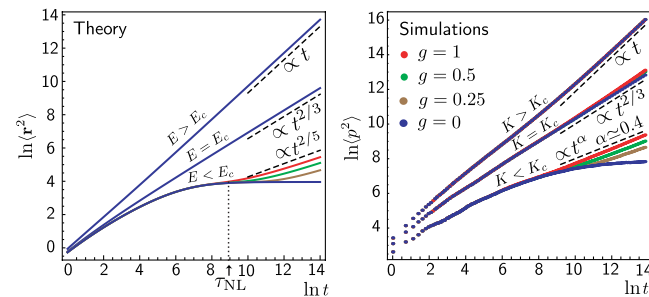 Theory
ln⟨r²⟩
14
12
10
8
6
4
2
0
E > E_c
E = E_c
E < E_c
∝ t
∝ t^{2/3}
∝ t^{2/5}
0 2 4 6 8 10 12 14
τ_NL
ln t
Simulations
g = 1
g = 0.5
g = 0.25
g = 0
ln⟨p²⟩
16
14
12
10
8
6
4
K > K_c
K = K_c
K < K_c
∝ t
∝ t^{2/3}
∝ t^α
α≃0.4
0 2 4 6 8 10 12 14
ln t